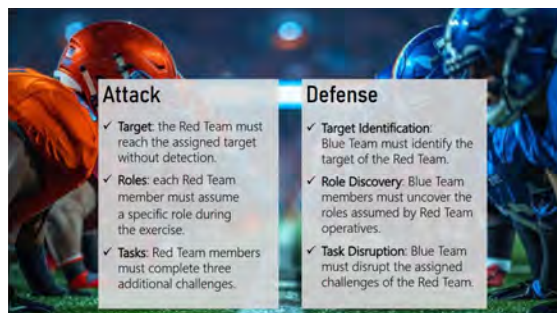 Attack
✓ Target: the Red Team must
reach the assigned target
without detection.
✓ Roles: each Red Team
member must assume
a specific role during
the exercise.
✓ Tasks: Red Team members
must complete three
additional challenges.
Defense
✓ Target Identification:
Blue Team must identify the
target of the Red Team.
✓ Role Discovery: Blue Team
members must uncover the
roles assumed by Red Team
operatives.
✓ Task Disruption: Blue Team
must disrupt the assigned
challenges of the Red Team.